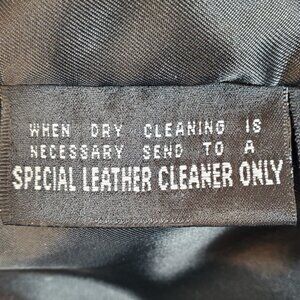 WHEN DRY CLEANING IS
NECESSARY SEND TO A
SPECIAL LEATHER CLEANER ONLY